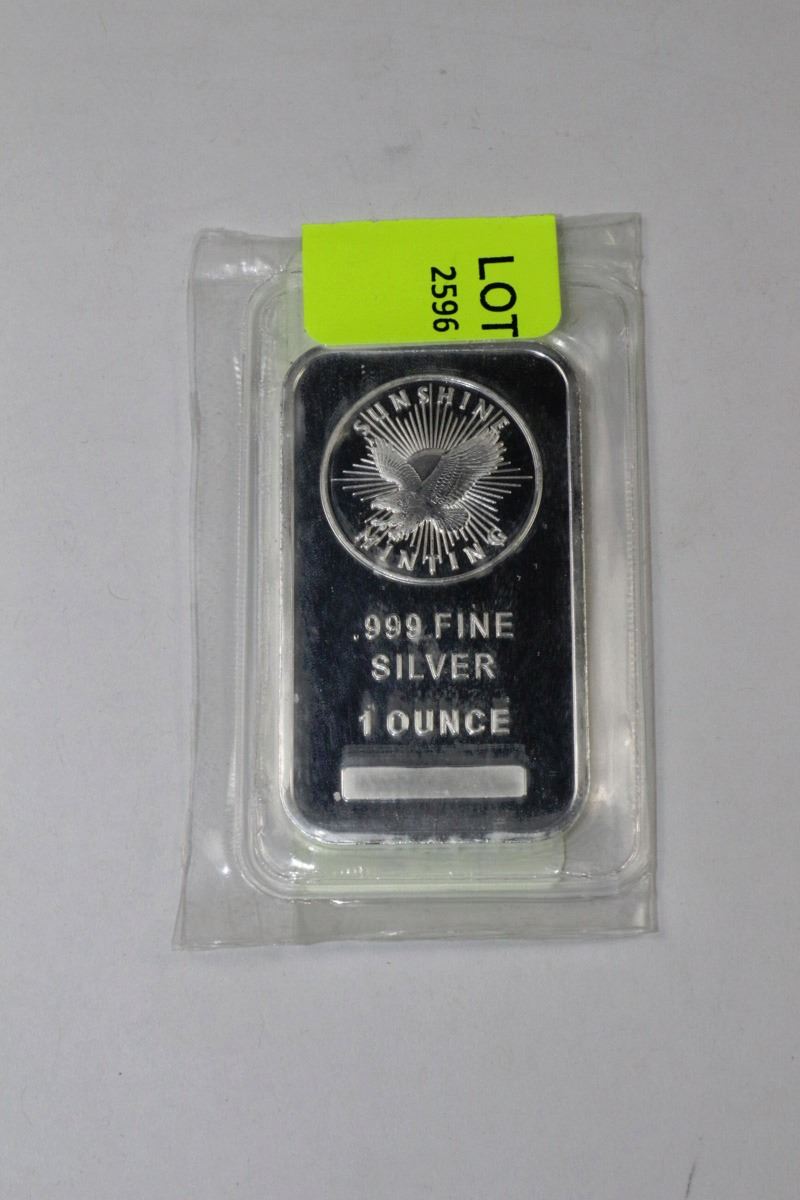 LOT
2596
SUNSHINE
MINTING
.999 FINE
SILVER
1 OUNCE